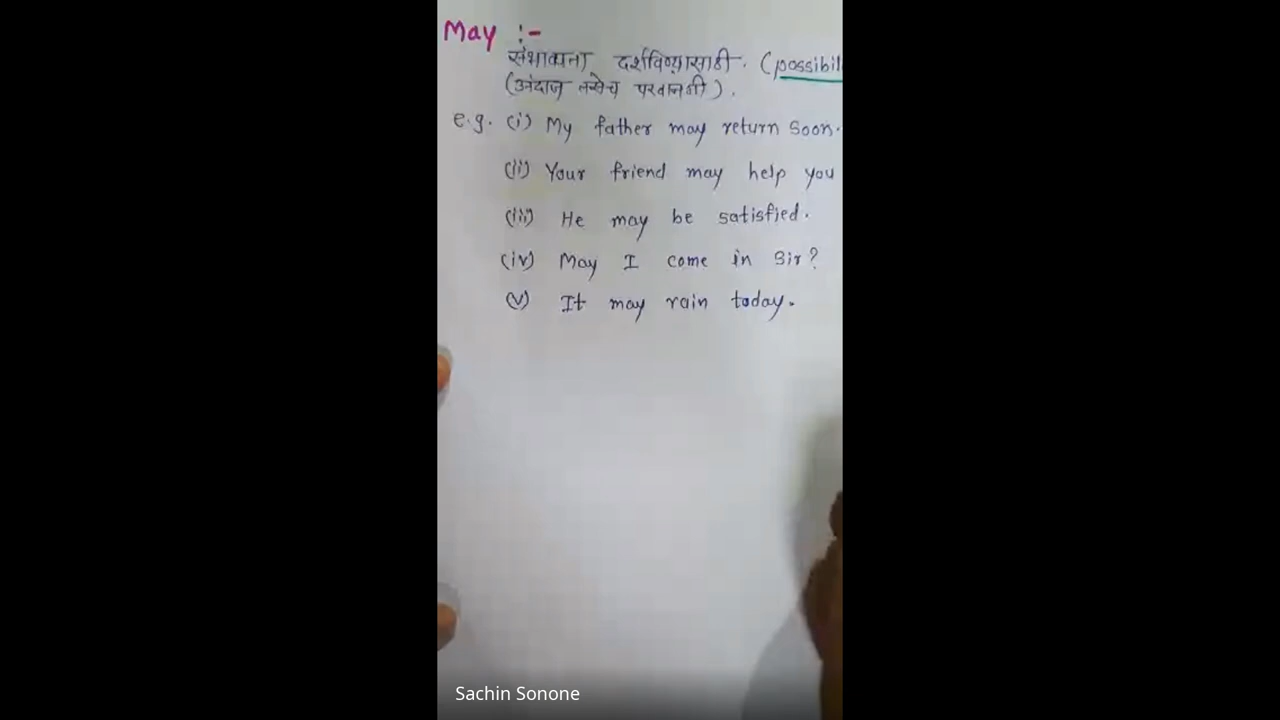 May :-
संभाव्यता दर्शविण्यासाठी. (possibil
(अंदाज तसेच परवानगी).
e.g. (i) My father may return soon.
(ii) Your friend may help you
(iii) He may be satisfied.
(iv) May I come in Sir?
(v) It may rain today.
Sachin Sonone